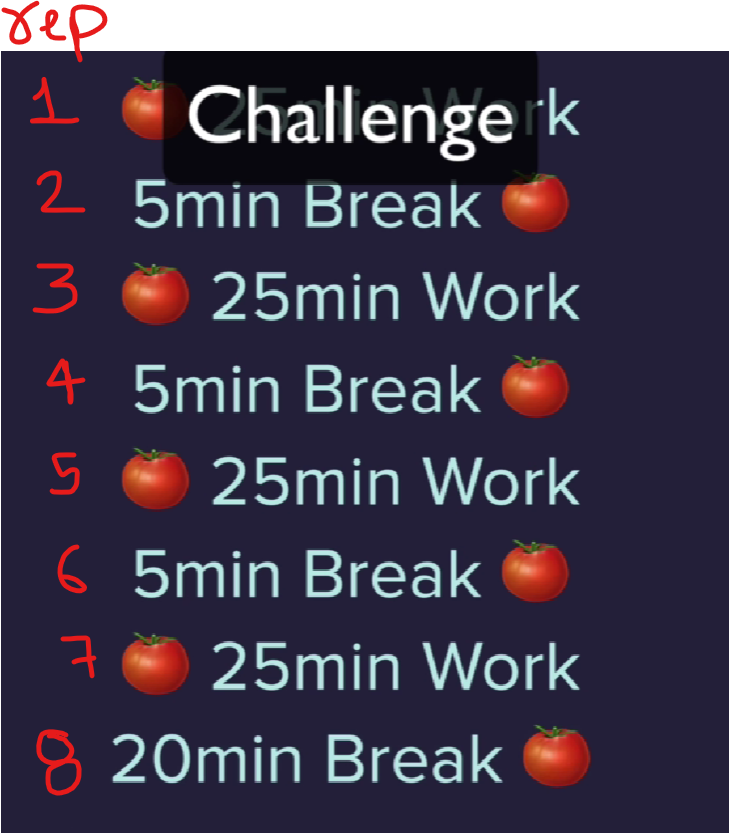 rep
1 🍅 25min Work
Challenge
2 5min Break 🍅
3 🍅 25min Work
4 5min Break 🍅
5 🍅 25min Work
6 5min Break 🍅
7 🍅 25min Work
8 20min Break 🍅